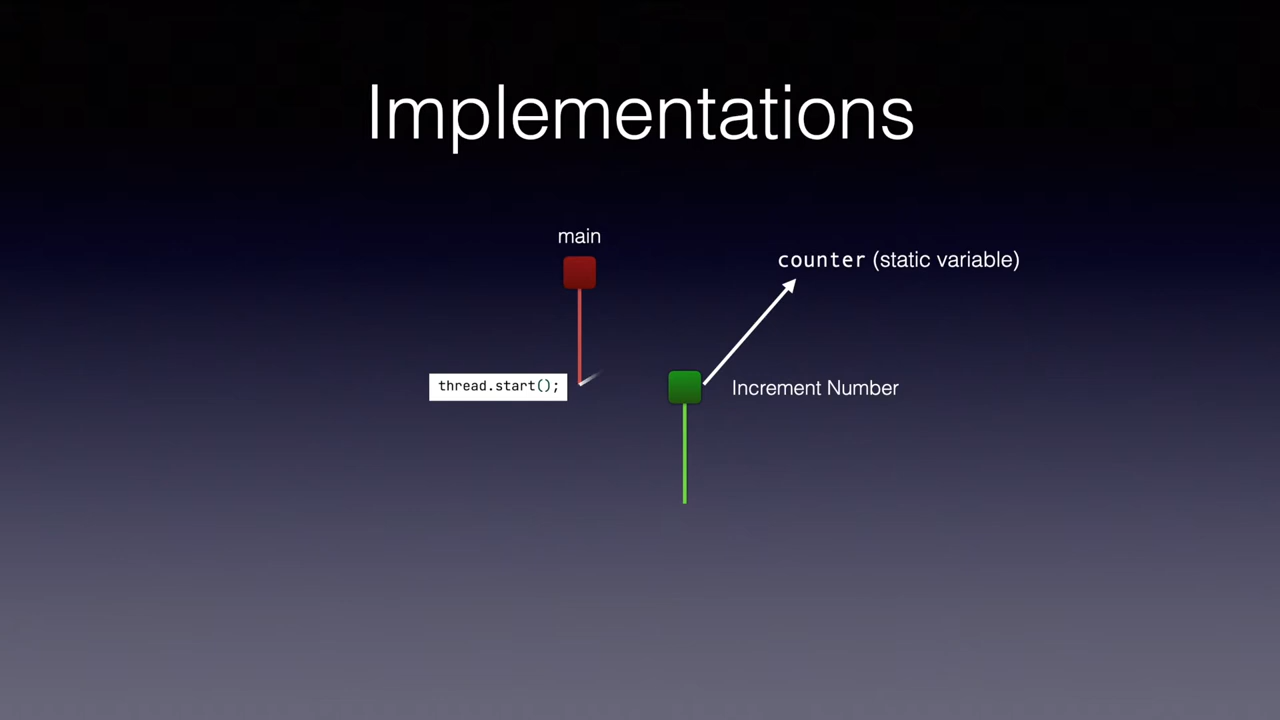 Implementations
main
counter (static variable)
thread.start();
Increment Number